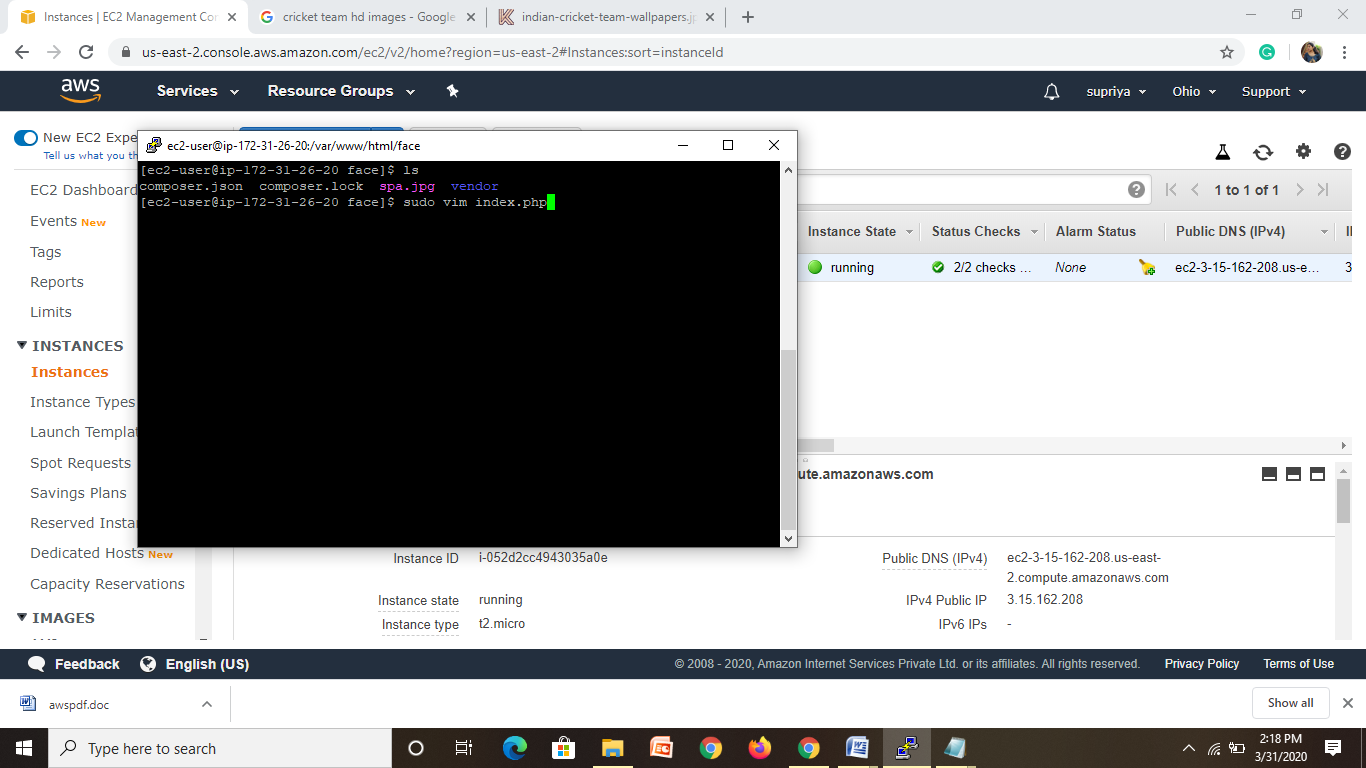 Instances | EC2 Management Con
cricket team hd images - Google
indian-cricket-team-wallpapers.j
us-east-2.console.aws.amazon.com/ec2/v2/home?region=us-east-2#Instances:sort=instanceId
aws
Services
Resource Groups
supriya
Ohio
Support
New EC2 Expe
Tell us what you th
ec2-user@ip-172-31-26-20:/var/www/html/face
[ec2-user@ip-172-31-26-20 face]$ ls
composer.json composer.lock spa.jpg vendor
[ec2-user@ip-172-31-26-20 face]$ sudo vim index.php
EC2 Dashboard
Events New
Tags
Reports
Limits
INSTANCES
Instances
Instance Types
Launch Templat
Spot Requests
Savings Plans
Reserved Instan
Dedicated Hosts New
Capacity Reservations
IMAGES
1 to 1 of 1
Instance State Status Checks Alarm Status Public DNS (IPv4)
running 2/2 checks ... None ec2-3-15-162-208.us-e... 3
ute.amazonaws.com
Instance ID i-052d2cc4943035a0e
Public DNS (IPv4) ec2-3-15-162-208.us-east-
2.compute.amazonaws.com
Instance state running
IPv4 Public IP 3.15.162.208
Instance type t2.micro
IPv6 IPs -
Feedback
English (US)
© 2008 - 2020, Amazon Internet Services Private Ltd. or its affiliates. All rights reserved.
Privacy Policy
Terms of Use
awspdf.doc
Show all
Type here to search
2:18 PM
3/31/2020